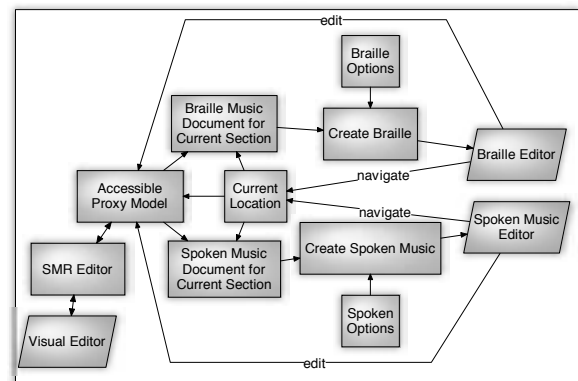 edit
Braille
Options
Braille Music
Document for
Current Section
Create Braille
Braille Editor
navigate
Accessible
Proxy Model
Current
Location
navigate
Spoken Music
Editor
SMR Editor
Spoken Music
Document for
Current Section
Create Spoken Music
Visual Editor
Spoken
Options
edit